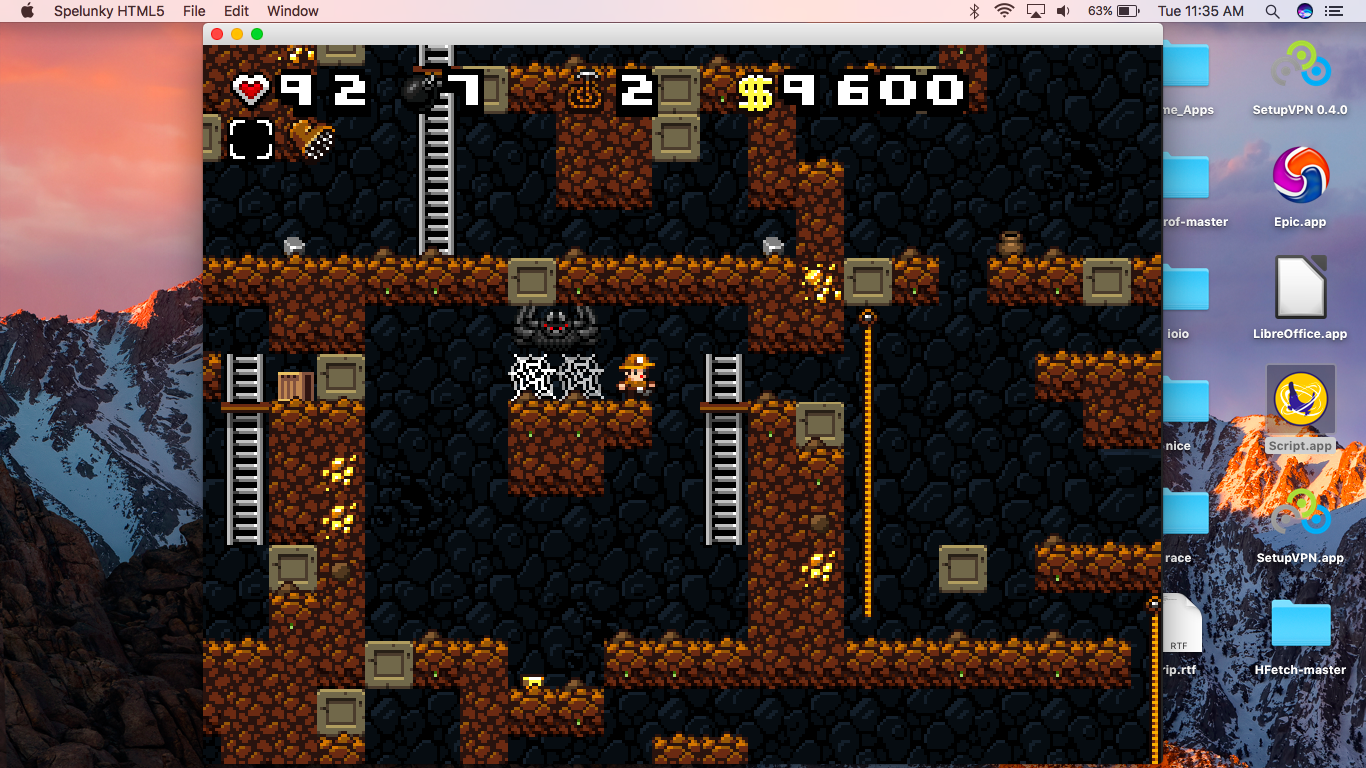 Spelunky HTML5 File Edit Window 63% Tue 11:35 AM
92 7 2 $9600
me_Apps SetupVPN 0.4.0
rof-master Epic.app
ioio LibreOffice.app
nice Script.app
race SetupVPN.app
RTF
rip.rtf HFetch-master